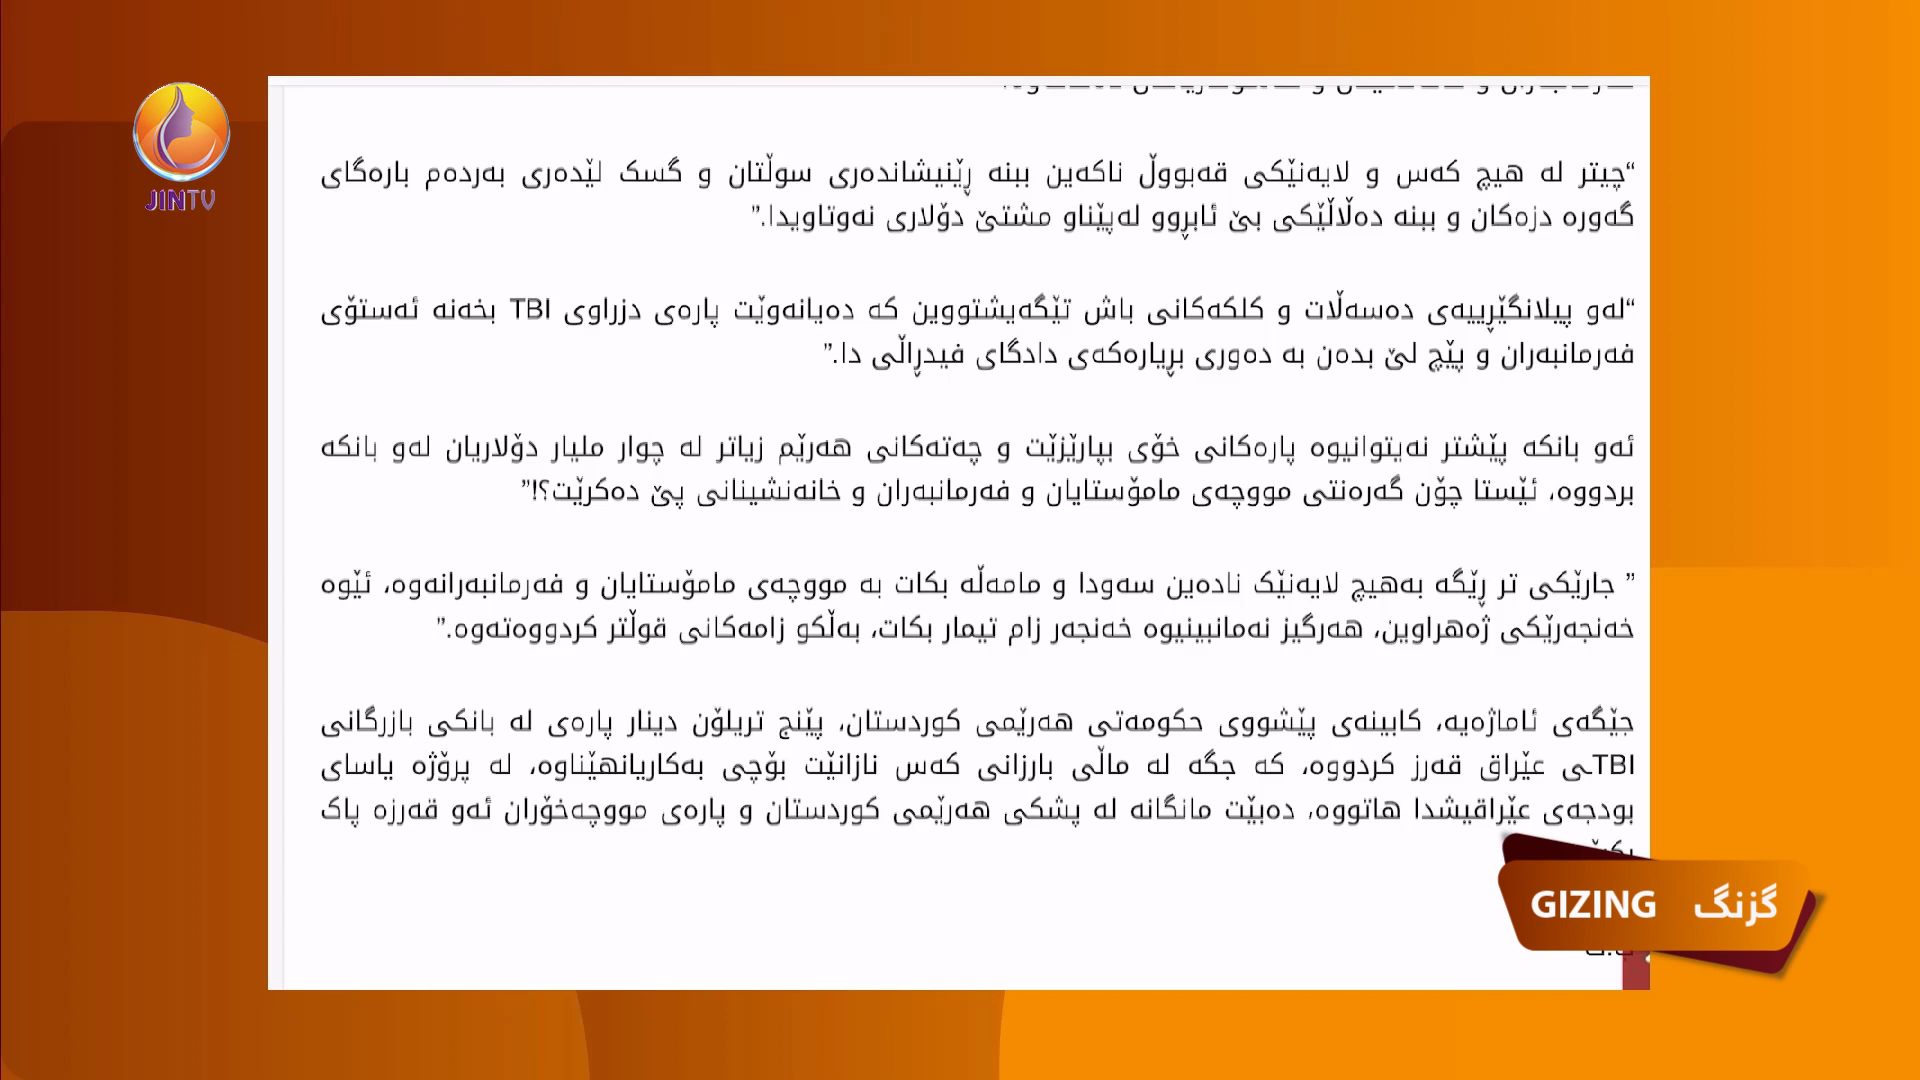 JINTV
“چیتر لە هیچ کەس و لایەنێکی قەبووڵ ناکەین ببنە ڕێنیشاندەری سوڵتان و گسک لێدەری بەردەم بارەگای
گەورە دزەکان و ببنە دەڵاڵێکی بێ ئابڕوو لەپێناو مشتێ دۆلاری نەوتاویدا.”
“لەو پیلانگێڕییەی دەسەڵات و کلکەکانی باش تێگەیشتووین کە دەیانەوێت پارەی دزراوی TBI بخەنە ئەستۆی
فەرمانبەران و پێچ لێ بدەن بە دەوری بڕیارەکەی دادگای فیدڕاڵی دا.”
ئەو بانکە پێشتر نەیتوانیوە پارەکانی خۆی بپارێزێت و چەتەکانی هەرێم زیاتر لە چوار ملیار دۆلاریان لەو بانکە
بردووە، ئێستا چۆن گەرەنتی مووچەی مامۆستایان و فەرمانبەران و خانەنشینانی پێ دەکرێت؟!”
” جارێکی تر ڕێگە بەهیچ لایەنێک نادەین سەودا و مامەڵە بکات بە مووچەی مامۆستایان و فەرمانبەرانەوە، ئێوە
خەنجەرێکی ژەهراوین، هەرگیز نەمانبینیوە خەنجەر زام تیمار بکات، بەڵکو زامەکانی قوڵتر کردووەتەوە.”
جێگەی ئاماژەیە، کابینەی پێشووی حکومەتی هەرێمی کوردستان، پێنج تریلۆن دینار پارەی لە بانکی بازرگانی
TBIـی عێراق قەرز کردووە، کە جگە لە ماڵی بارزانی کەس نازانێت بۆچی بەکاریانهێناوە، لە پرۆژە یاسای
بودجەی عێراقیشدا هاتووە، دەبێت مانگانە لە پشکی هەرێمی کوردستان و پارەی مووچەخۆران ئەو قەرزە پاک
GIZING گزنگ